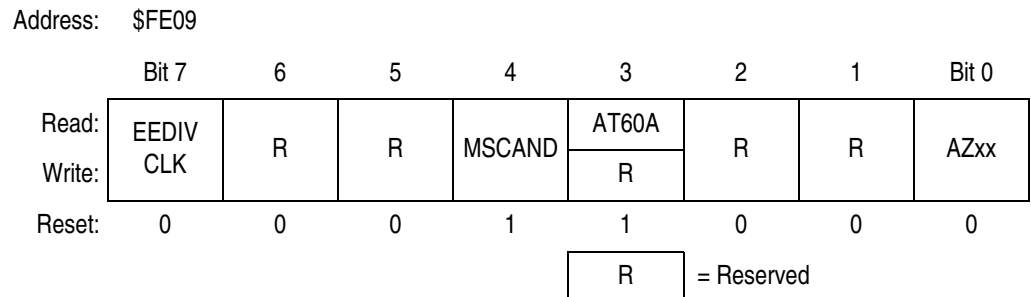 Address: $FE09
Bit 7 6 5 4 3 2 1 Bit 0
Read: EEDIV CLK R R MSCAND AT60A R R AZxx
Write: R
Reset: 0 0 0 1 1 0 0 0
R = Reserved